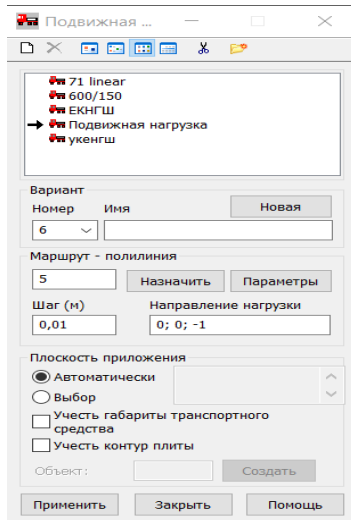 Подвижная ...
71 linear
600/150
ЕКНГШ
Подвижная нагрузка
укенгш
Вариант
Номер Имя Новая
6
Маршрут - полилиния
5 Назначить Параметры
Шаг (м) Направление нагрузки
0,01 0; 0; -1
Плоскость приложения
Автоматически
Выбор
Учесть габариты транспортного
средства
Учесть контур плиты
Объект: Создать
Применить Закрыть Помощь